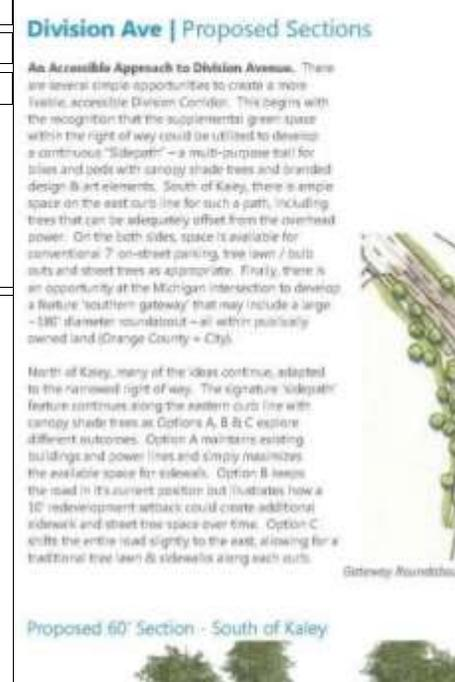 Division Ave | Proposed Sections
An Accessible Approach to Division Avenue. There
are several simple opportunities to create a more
livable, accessible Division Corridor. This begins with
the recognition that the supplemental green space
within the right of way could be utilized to develop
a continuous "Sidepath" – a multi-purpose trail for
bikes and peds with canopy shade trees and branded
design & art elements. South of Kaley, there is ample
space on the east curb line for such a path, including
trees that can be adequately offset from the overhead
power. On the both sides, space is available for
conventional 7' on-street parking, tree lawn / bulb
outs and street trees as appropriate. Finally, there is
an opportunity at the Michigan intersection to develop
a feature 'southern gateway' that may include a large
~180' diameter roundabout – all within publically
owned land (Orange County + City).
North of Kaley, many of the ideas continue, adapted
to the narrowed right of way. The signature 'sidepath'
feature continues along the eastern curb line with
canopy shade trees as Options A, B & C explore
different outcomes. Option A maintains existing
buildings and power lines and simply maximizes
the available space for sidewalk. Option B keeps
the road in it's current position but illustrates how a
10' redevelopment setback could create additional
sidewalk and street tree space over time. Option C
shifts the entire road slightly to the east, allowing for a
traditional tree lawn & sidewalks along each curb.
Gateway Roundabou
Proposed 60' Section - South of Kaley